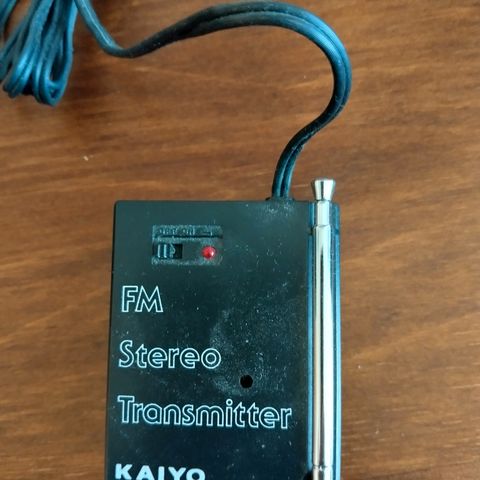 FM
Stereo
Transmitter
KAIYO